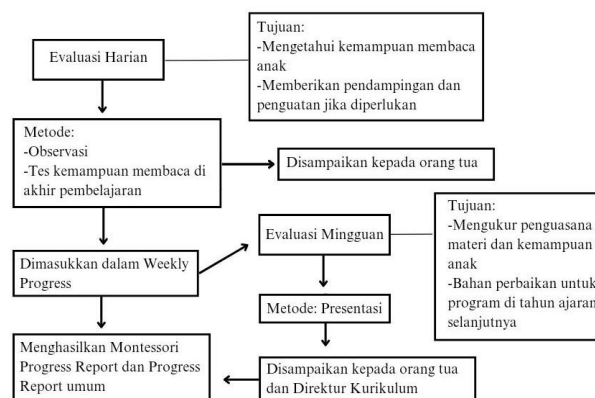 Evaluasi Harian
Tujuan:
-Mengetahui kemampuan membaca
anak
-Memberikan pendampingan dan
penguatan jika diperlukan
Metode:
-Observasi
-Tes kemampuan membaca di
akhir pembelajaran
Disampaikan kepada orang tua
Dimasukkan dalam Weekly
Progress
Evaluasi Mingguan
Tujuan:
-Mengukur penguasana
materi dan kemampuan
anak
-Bahan perbaikan untuk
program di tahun ajaran
selanjutnya
Metode: Presentasi
Disampaikan kepada orang tua
dan Direktur Kurikulum
Menghasilkan Montessori
Progress Report dan Progress
Report umum